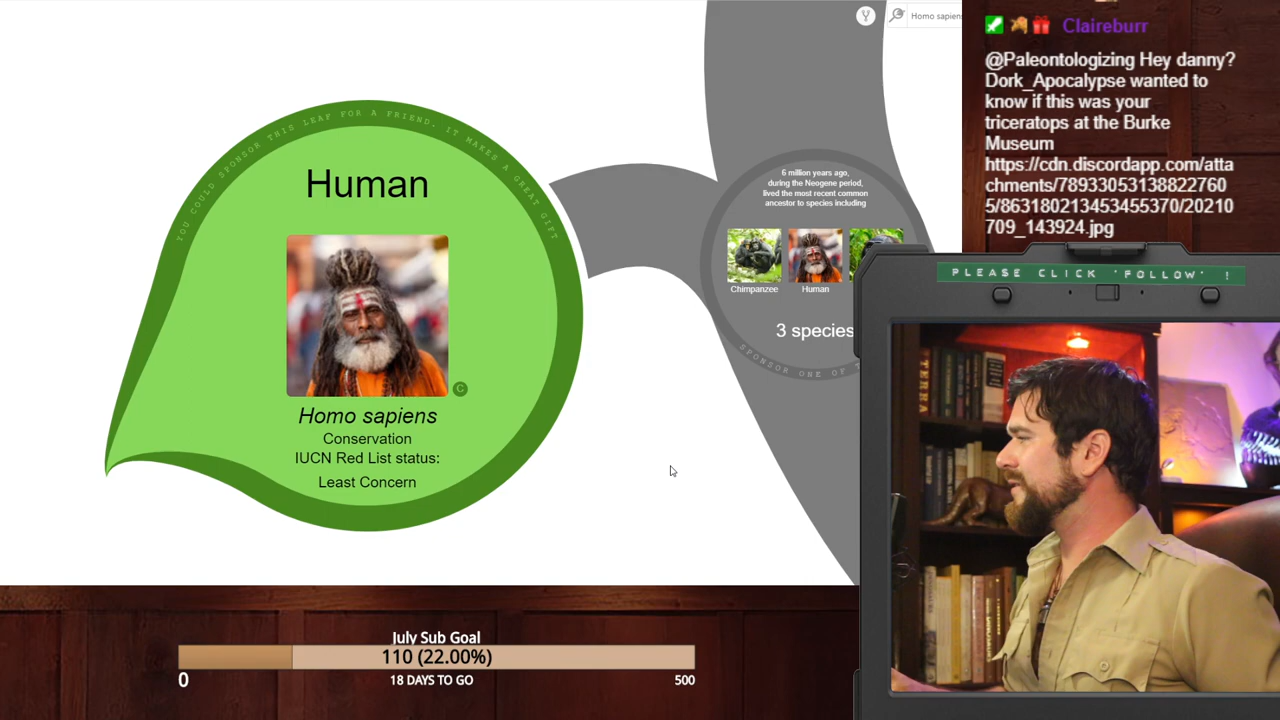 Homo sapien
Claireburr
@Paleontologizing Hey danny?
Dork_Apocalypse wanted to
know if this was your
triceratops at the Burke
Museum
https://cdn.discordapp.com/atta
chments/78933053138822760
5/863180213453455370/20210
709_143924.jpg
YOU COULD SPONSOR THIS LEAF FOR A FRIEND. IT MAKES A GREAT GIFT
Human
Homo sapiens
Conservation
IUCN Red List status:
Least Concern
C
6 million years ago,
during the Neogene period,
lived the most recent common
ancestor to species including
Chimpanzee
Human
3 species
SPONSOR ONE OF
PLEASE CLICK 'FOLLOW' !
TERRA
July Sub Goal
110 (22.00%)
0
18 DAYS TO GO
500